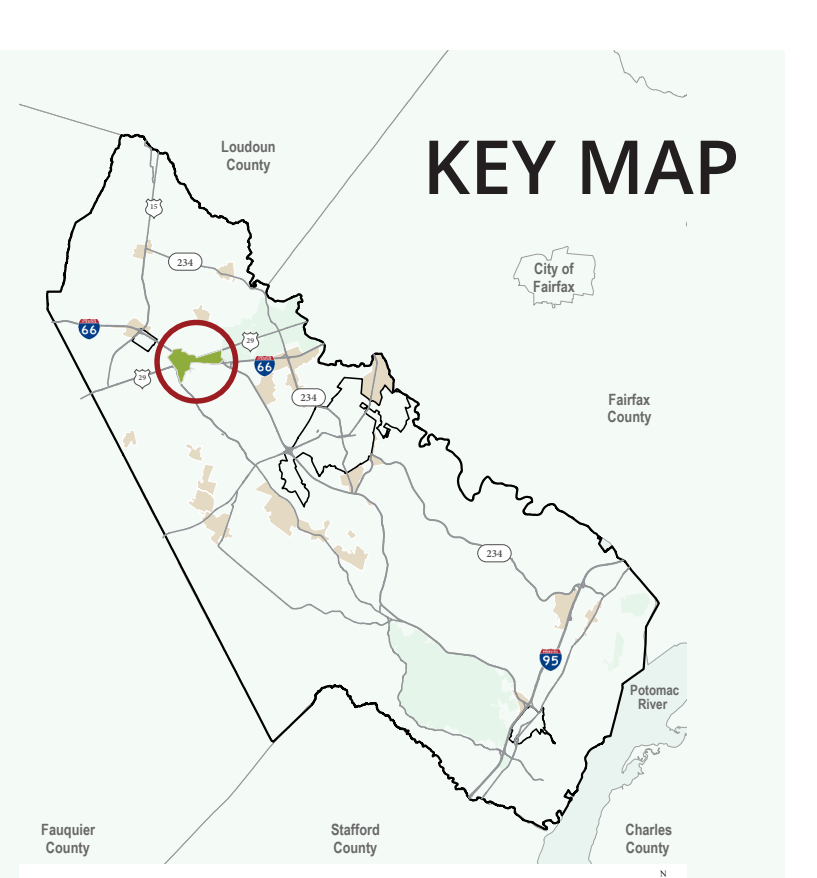 KEY MAP
Loudoun
County
15
234
City of
Fairfax
66
29
66
29
234
Fairfax
County
234
95
Potomac
River
Fauquier
County
Stafford
County
Charles
County
N